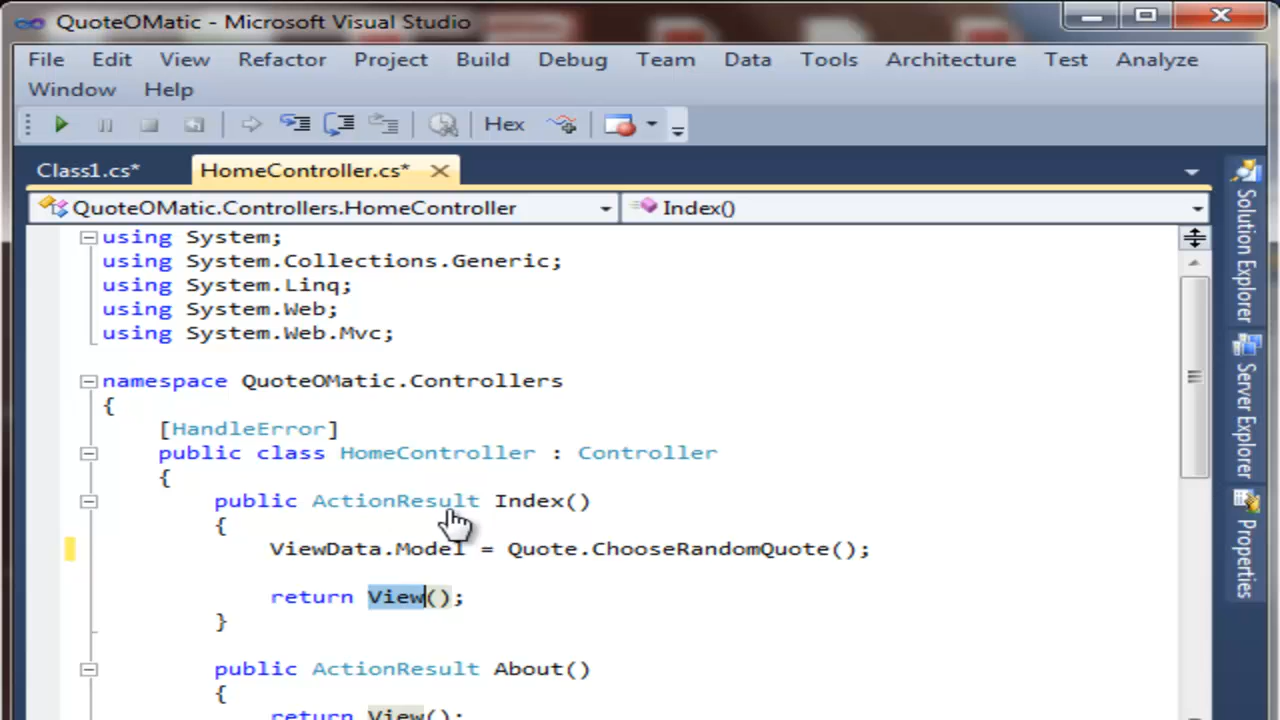 QuoteOMatic - Microsoft Visual Studio
File Edit View Refactor Project Build Debug Team Data Tools Architecture Test Analyze
Window Help
Hex
Class1.cs* HomeController.cs*
QuoteOMatic.Controllers.HomeController Index()
using System;
using System.Collections.Generic;
using System.Linq;
using System.Web;
using System.Web.Mvc;
namespace QuoteOMatic.Controllers
{
[HandleError]
public class HomeController : Controller
{
public ActionResult Index()
{
ViewData.Model = Quote.ChooseRandomQuote();
return View();
}
public ActionResult About()
{
return View();
Solution Explorer
Server Explorer
Properties